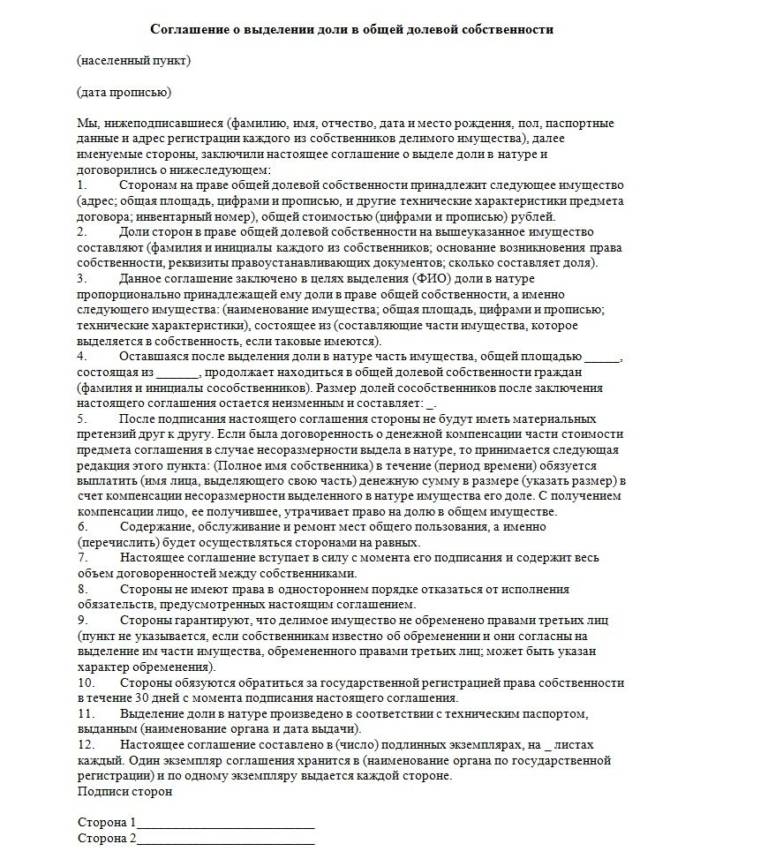 Соглашение о выделении доли в общей долевой собственности
(населенный пункт)
(дата прописью)
Мы, нижеподписавшиеся (фамилию, имя, отчество, дата и место рождения, пол, паспортные
данные и адрес регистрации каждого из собственников делимого имущества), далее
именуемые стороны, заключили настоящее соглашение о выделе доли в натуре и
договорились о нижеследующем:
1. Сторонам на праве общей долевой собственности принадлежит следующее имущество
(адрес; общая площадь, цифрами и прописью, и другие технические характеристики предмета
договора; инвентарный номер), общей стоимостью (цифрами и прописью) рублей.
2. Доли сторон в праве общей долевой собственности на вышеуказанное имущество
составляют (фамилия и инициалы каждого из собственников; основание возникновения права
собственности, реквизиты правоустанавливающих документов; сколько составляет доля).
3. Данное соглашение заключено в целях выделения (ФИО) доли в натуре
пропорционально принадлежащей ему доли в праве общей собственности, а именно
следующего имущества: (наименование имущества; общая площадь, цифрами и прописью;
технические характеристики), состоящее из (составляющие части имущества, которое
выделяется в собственность, если таковые имеются).
4. Оставшаяся после выделения доли в натуре часть имущества, общей площадью _____,
состоящая из ______, продолжает находиться в общей долевой собственности граждан
(фамилии и инициалы сособственников). Размер долей сособственников после заключения
настоящего соглашения остается неизменным и составляет: _.
5. После подписания настоящего соглашения стороны не будут иметь материальных
претензий друг к другу. Если была договоренность о денежной компенсации части стоимости
предмета соглашения в случае несоразмерности выдела в натуре, то принимается следующая
редакция этого пункта: (Полное имя собственника) в течение (период времени) обязуется
выплатить (имя лица, выделяющего свою часть) денежную сумму в размере (указать размер) в
счет компенсации несоразмерности выделенного в натуре имущества его доле. С получением
компенсации лицо, ее получившее, утрачивает право на долю в общем имуществе.
6. Содержание, обслуживание и ремонт мест общего пользования, а именно
(перечислить) будет осуществляться сторонами на равных.
7. Настоящее соглашение вступает в силу с момента его подписания и содержит весь
объем договоренностей между собственниками.
8. Стороны не имеют права в одностороннем порядке отказаться от исполнения
обязательств, предусмотренных настоящим соглашением.
9. Стороны гарантируют, что делимое имущество не обременено правами третьих лиц
(пункт не указывается, если собственникам известно об обременении и они согласны на
выделение им части имущества, обремененного правами третьих лиц; может быть указан
характер обременения).
10. Стороны обязуются обратиться за государственной регистрацией права собственности
в течение 30 дней с момента подписания настоящего соглашения.
11. Выделение доли в натуре произведено в соответствии с техническим паспортом,
выданным (наименование органа и дата выдачи).
12. Настоящее соглашение составлено в (число) подлинных экземплярах, на _ листах
каждый. Один экземпляр соглашения хранится в (наименование органа по государственной
регистрации) и по одному экземпляру выдается каждой стороне.
Подписи сторон
Сторона 1__________________________
Сторона 2__________________________